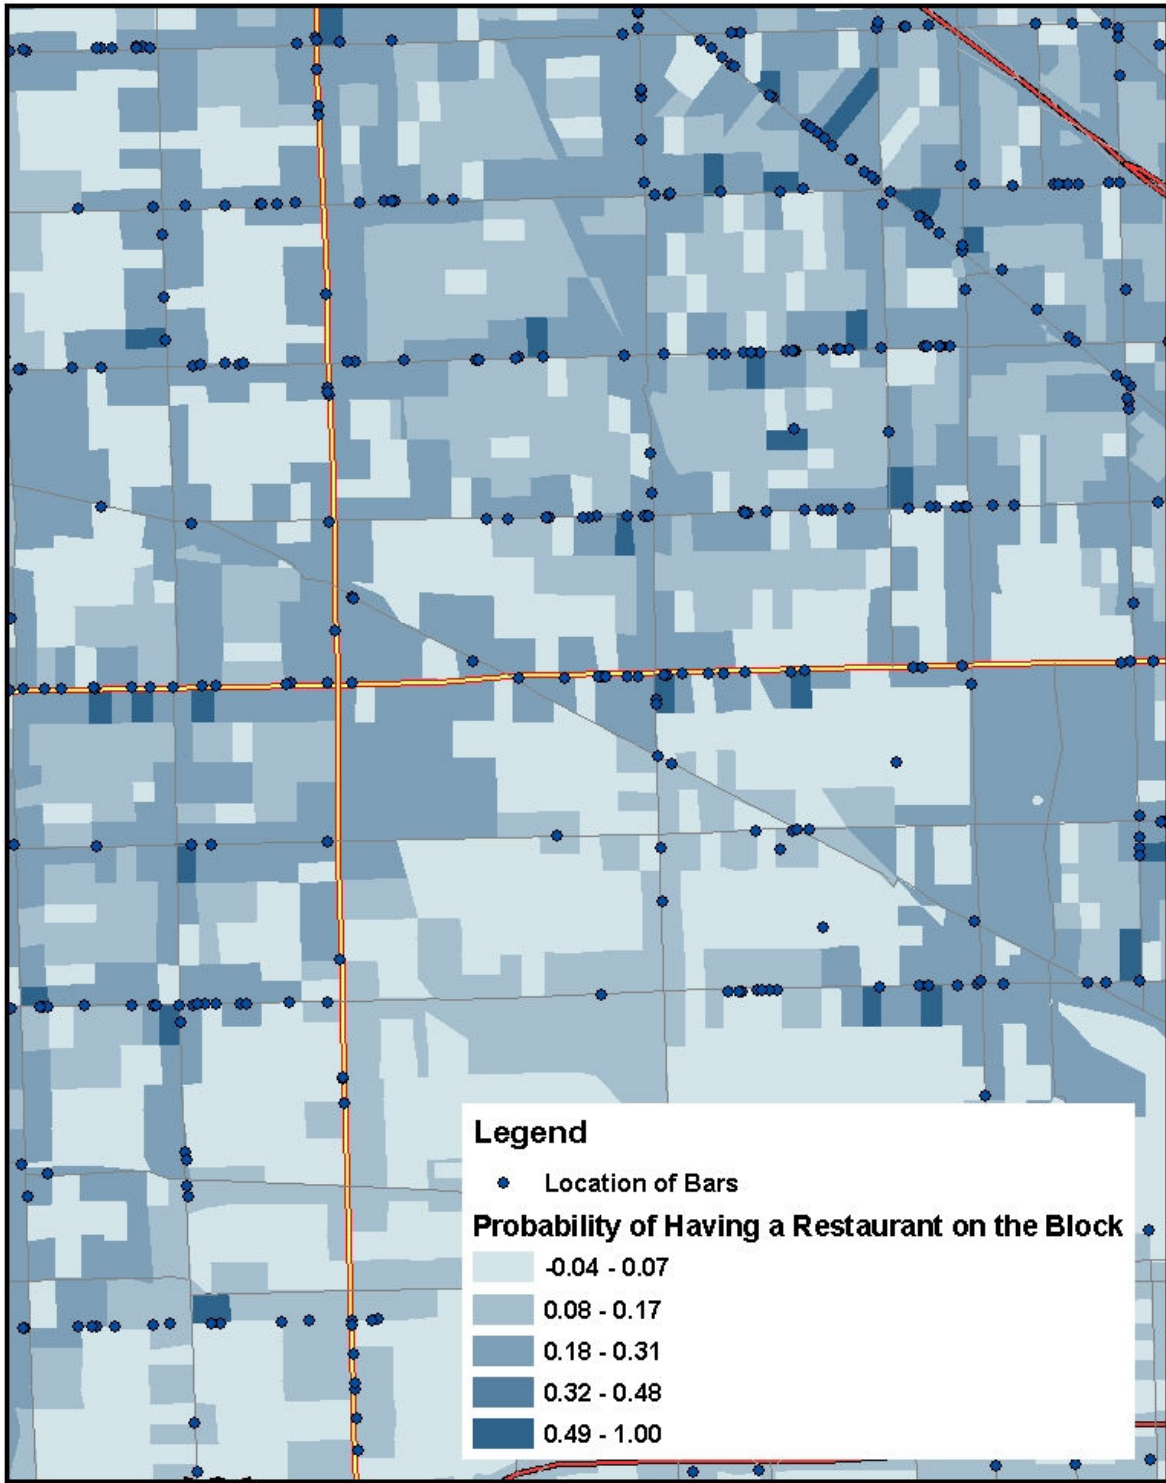 Legend
Location of Bars
Probability of Having a Restaurant on the Block
-0.04 - 0.07
0.08 - 0.17
0.18 - 0.31
0.32 - 0.48
0.49 - 1.00